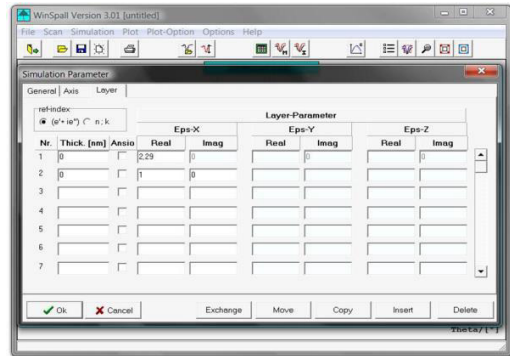 WinSpall Version 3.01 [untitled]
File Scan Simulation Plot Plot-Option Options Help
Simulation Parameter
General Axis Layer
ref-index
(e'+ ie") n ; k
Layer-Parameter
Eps-X Eps-Y Eps-Z
Nr. Thick. [nm] Ansio Real Imag Real Imag Real Imag
1 0 2,29 0 0 0
2 0 1 0
3
4
5
6
7
Ok Cancel Exchange Move Copy Insert Delete
Theta/[°]